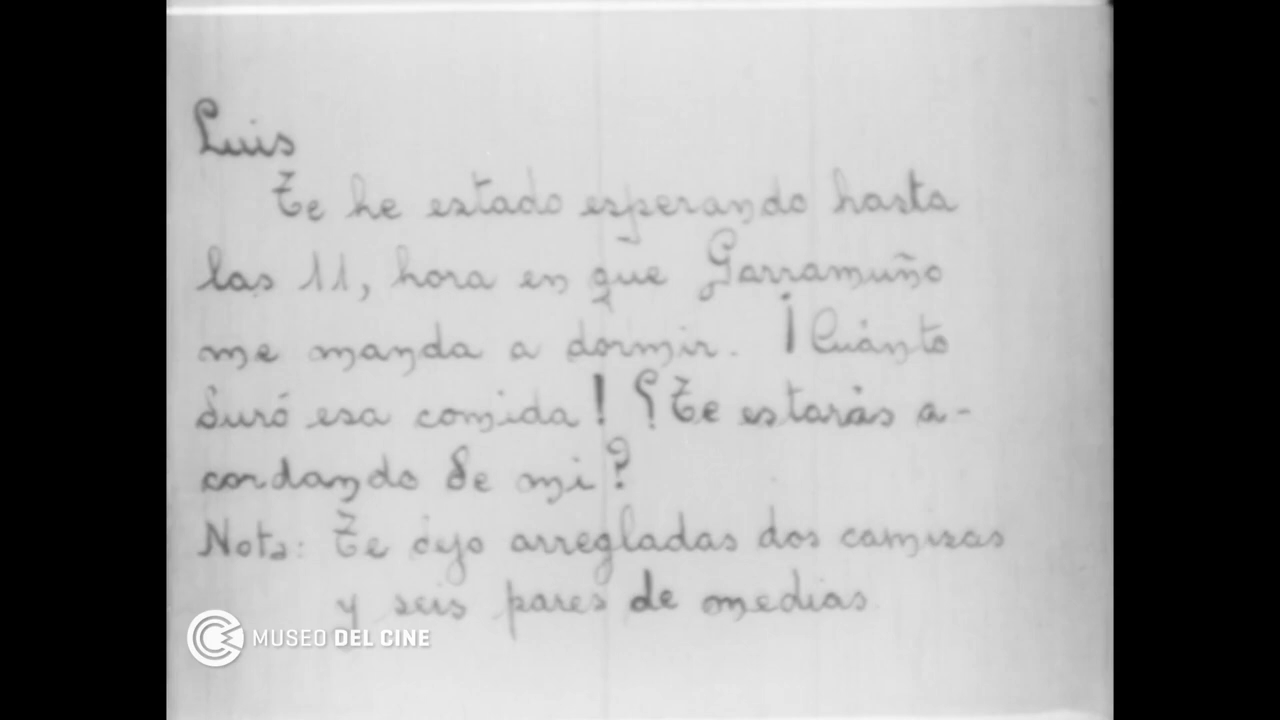 Luis
Te he estado esperando hasta
las 11, hora en que Garramuño
me manda a dormir. ¡Cuánto
duró esa comida! ¿Te estarás a-
cordando de mi?
Nota: Te dejo arregladas dos camisas
y seis pares de medias
MUSEO DEL CINE